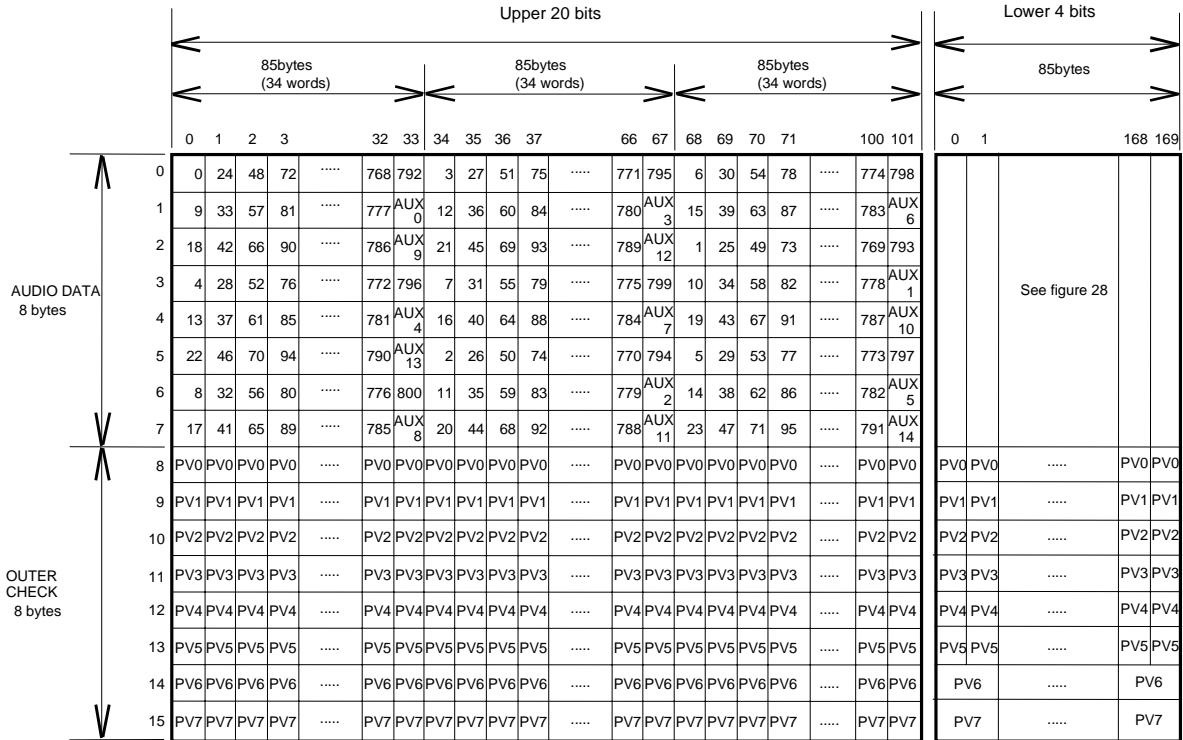 Upper 20 bits Lower 4 bits
85bytes 85bytes 85bytes 85bytes
(34 words) (34 words) (34 words)
0 1 2 3 32 33 34 35 36 37 66 67 68 69 70 71 100 101 0 1 168 169
0 0 24 48 72 ..... 768 792 3 27 51 75 ..... 771 795 6 30 54 78 ..... 774 798
1 9 33 57 81 ..... 777 AUX 0 12 36 60 84 ..... 780 AUX 3 15 39 63 87 ..... 783 AUX 6
2 18 42 66 90 ..... 786 AUX 9 21 45 69 93 ..... 789 AUX 12 1 25 49 73 ..... 769 793
3 4 28 52 76 ..... 772 796 7 31 55 79 ..... 775 799 10 34 58 82 ..... 778 AUX 1
AUDIO DATA
8 bytes
See figure 28
4 13 37 61 85 ..... 781 AUX 4 16 40 64 88 ..... 784 AUX 7 19 43 67 91 ..... 787 AUX 10
5 22 46 70 94 ..... 790 AUX 13 2 26 50 74 ..... 770 794 5 29 53 77 ..... 773 797
6 8 32 56 80 ..... 776 800 11 35 59 83 ..... 779 AUX 2 14 38 62 86 ..... 782 AUX 5
7 17 41 65 89 ..... 785 AUX 8 20 44 68 92 ..... 788 AUX 11 23 47 71 95 ..... 791 AUX 14
8 PV0 PV0 PV0 PV0 ..... PV0 PV0 PV0 PV0 PV0 PV0 ..... PV0 PV0 PV0 PV0 PV0 PV0 ..... PV0 PV0 PV0 PV0 ..... PV0 PV0
9 PV1 PV1 PV1 PV1 ..... PV1 PV1 PV1 PV1 PV1 PV1 ..... PV1 PV1 PV1 PV1 PV1 PV1 ..... PV1 PV1 PV1 PV1 ..... PV1 PV1
10 PV2 PV2 PV2 PV2 ..... PV2 PV2 PV2 PV2 PV2 PV2 ..... PV2 PV2 PV2 PV2 PV2 PV2 ..... PV2 PV2 PV2 PV2 ..... PV2 PV2
11 PV3 PV3 PV3 PV3 ..... PV3 PV3 PV3 PV3 PV3 PV3 ..... PV3 PV3 PV3 PV3 PV3 PV3 ..... PV3 PV3 PV3 PV3 ..... PV3 PV3
OUTER
CHECK
8 bytes
12 PV4 PV4 PV4 PV4 ..... PV4 PV4 PV4 PV4 PV4 PV4 ..... PV4 PV4 PV4 PV4 PV4 PV4 ..... PV4 PV4 PV4 PV4 ..... PV4 PV4
13 PV5 PV5 PV5 PV5 ..... PV5 PV5 PV5 PV5 PV5 PV5 ..... PV5 PV5 PV5 PV5 PV5 PV5 ..... PV5 PV5 PV5 PV5 ..... PV5 PV5
14 PV6 PV6 PV6 PV6 ..... PV6 PV6 PV6 PV6 PV6 PV6 ..... PV6 PV6 PV6 PV6 PV6 PV6 ..... PV6 PV6 PV6 ..... PV6
15 PV7 PV7 PV7 PV7 ..... PV7 PV7 PV7 PV7 PV7 PV7 ..... PV7 PV7 PV7 PV7 PV7 PV7 ..... PV7 PV7 PV7 ..... PV7